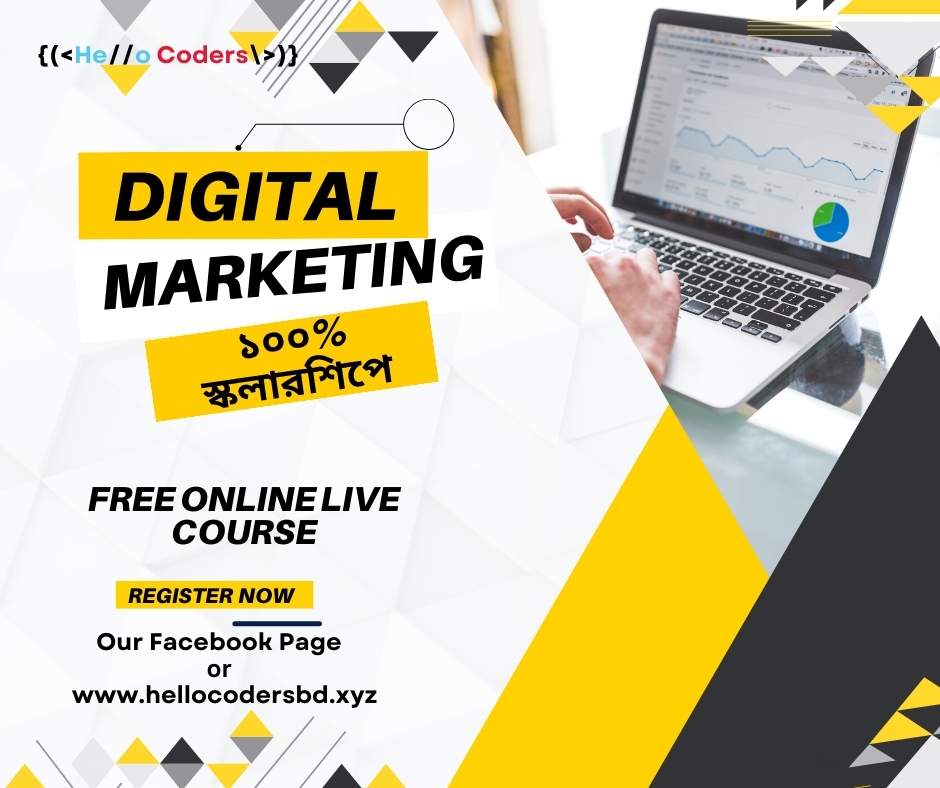 {(<He//o Coders\>)}
DIGITAL
MARKETING
১০০%
স্কলারশিপে
FREE ONLINE LIVE
COURSE
REGISTER NOW
Our Facebook Page
or
www.hellocodersbd.xyz